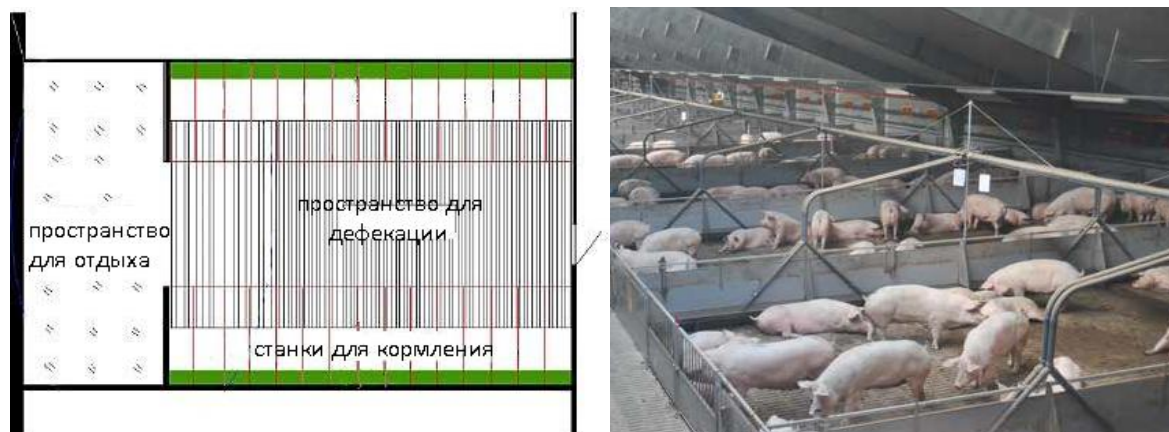 пространство для
дефекации
пространство
для отдыха
станки для кормления